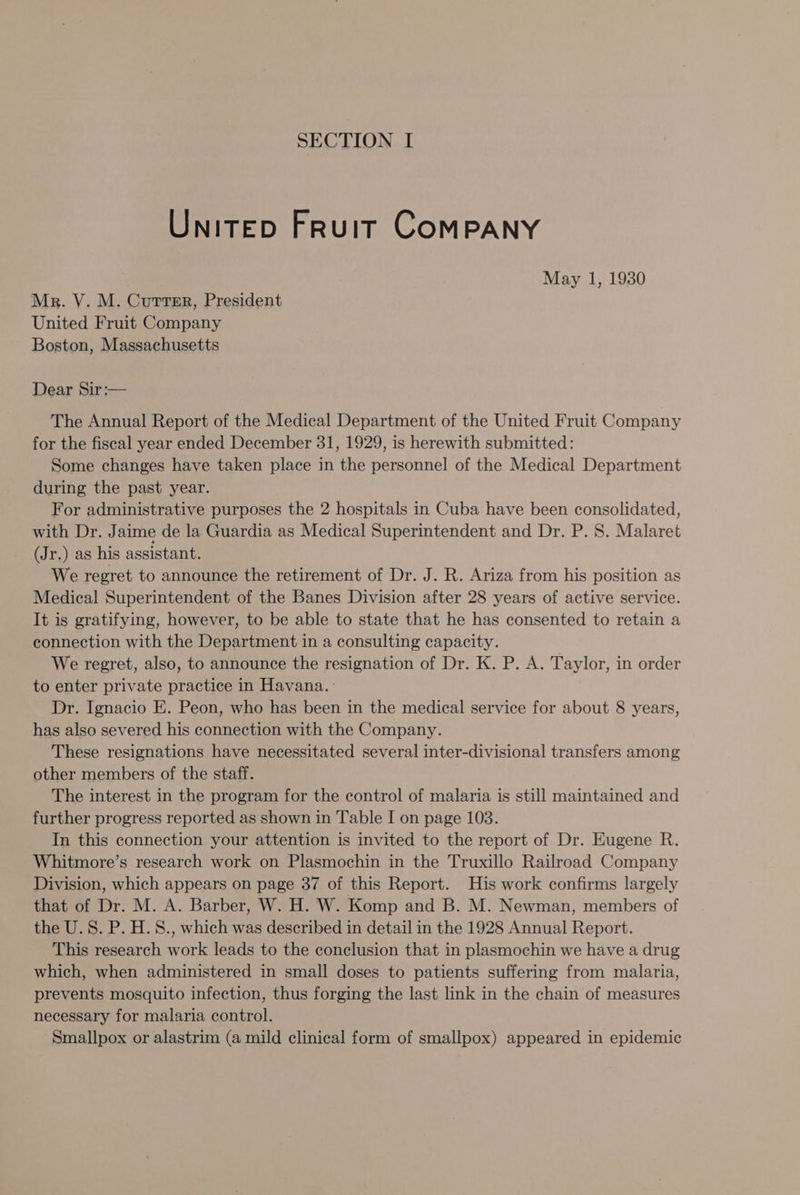 SECTION I
UNITED FRUIT COMPANY
May 1, 1930
MR. V. M. CUTTER, President
United Fruit Company
Boston, Massachusetts
Dear Sir:—
The Annual Report of the Medical Department of the United Fruit Company
for the fiscal year ended December 31, 1929, is herewith submitted:
Some changes have taken place in the personnel of the Medical Department
during the past year.
For administrative purposes the 2 hospitals in Cuba have been consolidated,
with Dr. Jaime de la Guardia as Medical Superintendent and Dr. P. S. Malaret
(Jr.) as his assistant.
We regret to announce the retirement of Dr. J. R. Ariza from his position as
Medical Superintendent of the Banes Division after 28 years of active service.
It is gratifying, however, to be able to state that he has consented to retain a
connection with the Department in a consulting capacity.
We regret, also, to announce the resignation of Dr. K. P. A. Taylor, in order
to enter private practice in Havana.
Dr. Ignacio E. Peon, who has been in the medical service for about 8 years,
has also severed his connection with the Company.
These resignations have necessitated several inter-divisional transfers among
other members of the staff.
The interest in the program for the control of malaria is still maintained and
further progress reported as shown in Table I on page 103.
In this connection your attention is invited to the report of Dr. Eugene R.
Whitmore's research work on Plasmochin in the Truxillo Railroad Company
Division, which appears on page 37 of this Report. His work confirms largely
that of Dr. M. A. Barber, W. H. W. Komp and B. M. Newman, members of
the U. S. P. H. S., which was described in detail in the 1928 Annual Report.
This research work leads to the conclusion that in plasmochin we have a drug
which, when administered in small doses to patients suffering from malaria,
prevents mosquito infection, thus forging the last link in the chain of measures
necessary for malaria control.
Smallpox or alastrim (a mild clinical form of smallpox) appeared in epidemic